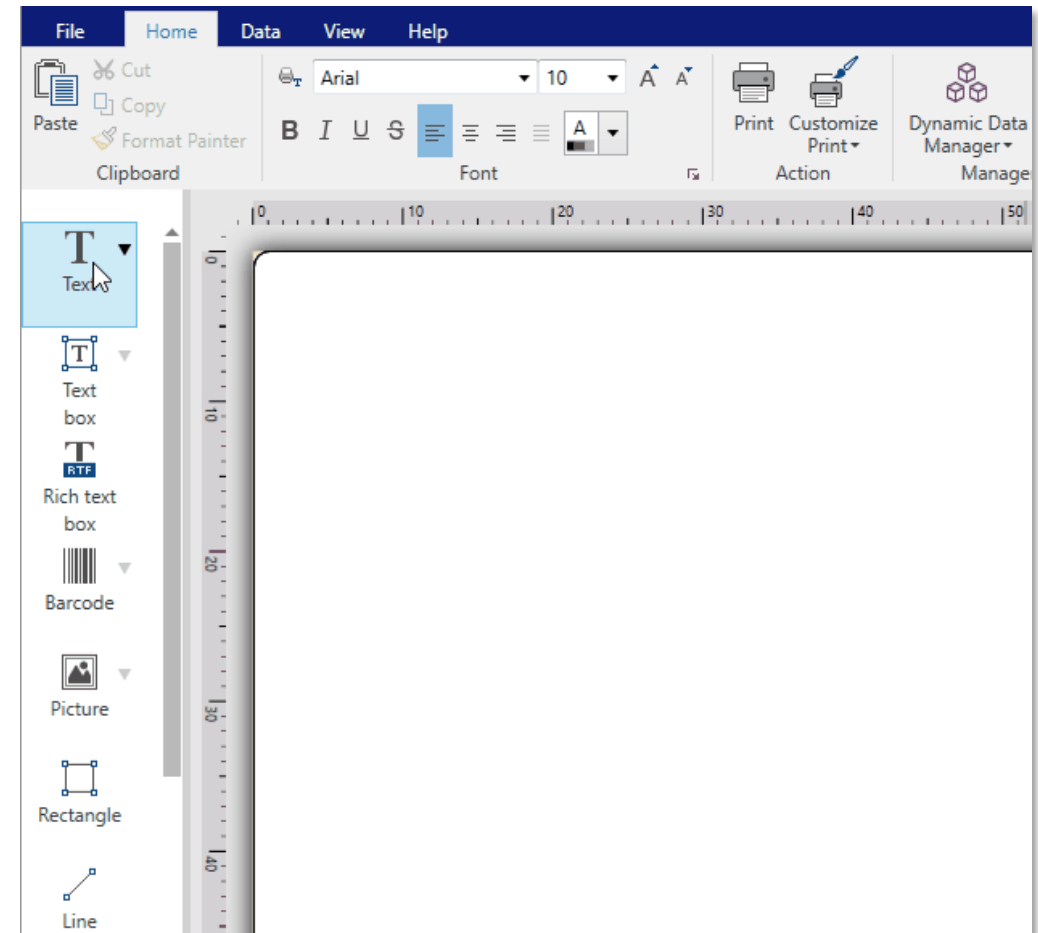 File Home Data View Help
Cut
Copy
Paste
Format Painter
Clipboard
Arial 10 A A
B I U S A
Font
Print Customize Print
Action
Dynamic Data Manager
Manage
0 10 20 30 40 50
0
10
20
30
40
T
Text
T
Text
box
T
RTF
Rich text
box
Barcode
Picture
Rectangle
Line